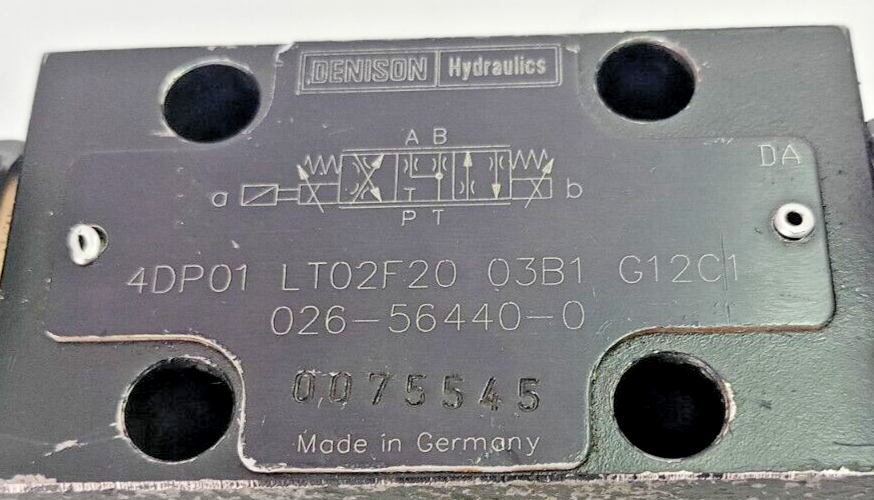 DENISON Hydraulics
A B
DA
a T b
P T
4DP01 LT02F20 03B1 G12C1
026-56440-0
0075545
Made in Germany